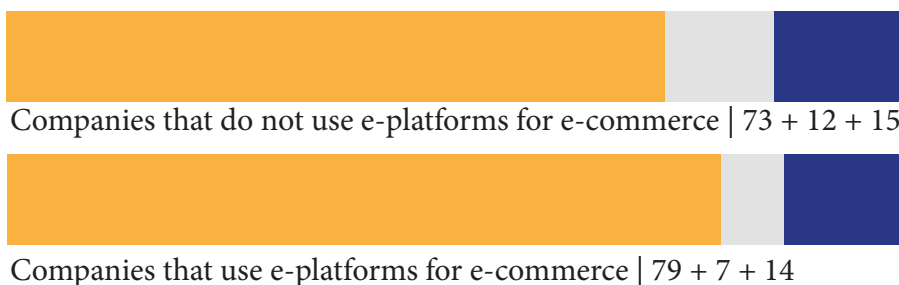 Companies that do not use e-platforms for e-commerce | 73 + 12 + 15
Companies that use e-platforms for e-commerce | 79 + 7 + 14